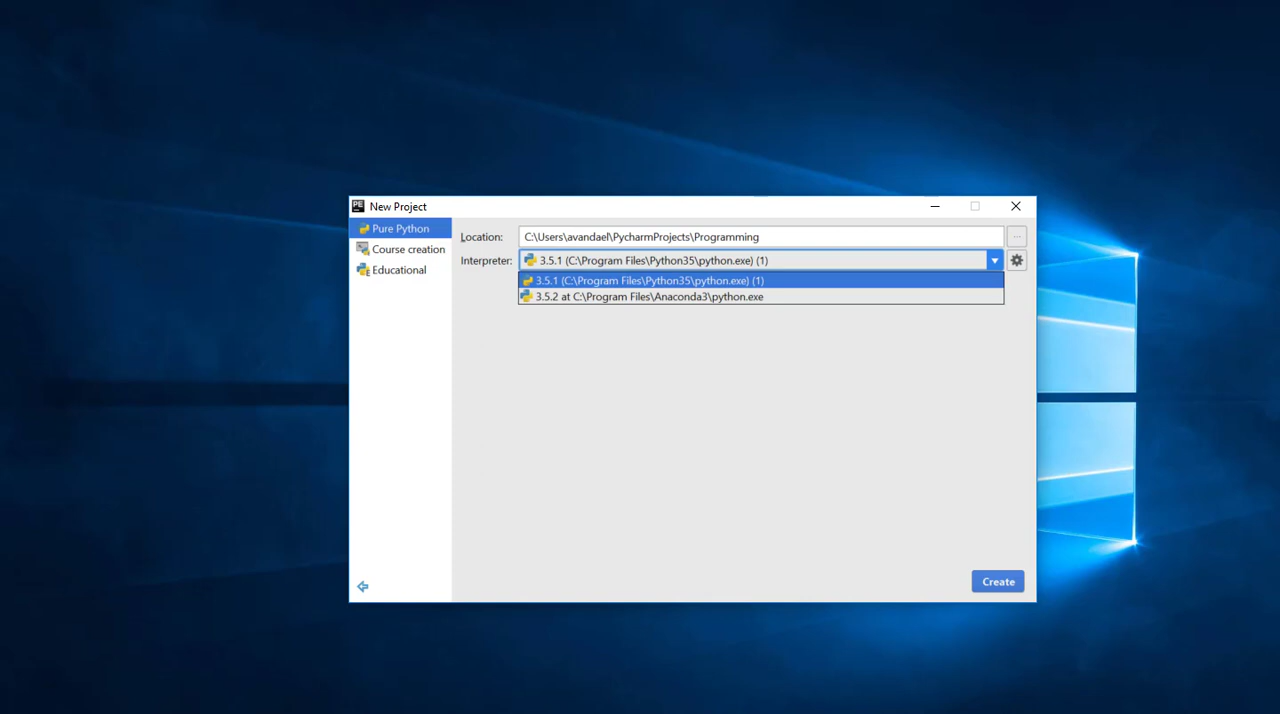 PE New Project
Pure Python
Course creation
Educational
Location: C:\Users\avandael\PycharmProjects\Programming ...
Interpreter: 3.5.1 (C:\Program Files\Python35\python.exe) (1)
3.5.1 (C:\Program Files\Python35\python.exe) (1)
3.5.2 at C:\Program Files\Anaconda3\python.exe
Create